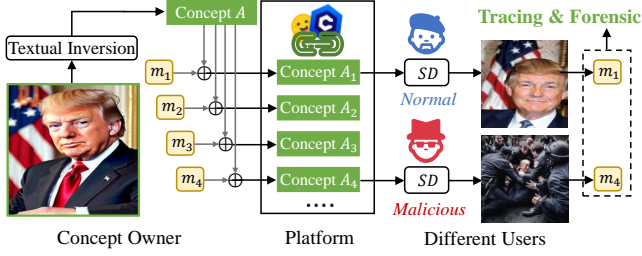 Concept A
Textual Inversion
Tracing & Forensic
m1
m2
m3
m4
Concept A1
Concept A2
Concept A3
Concept A4
....
SD
Normal
SD
Malicious
m1
m4
C
Concept Owner
Platform
Different Users